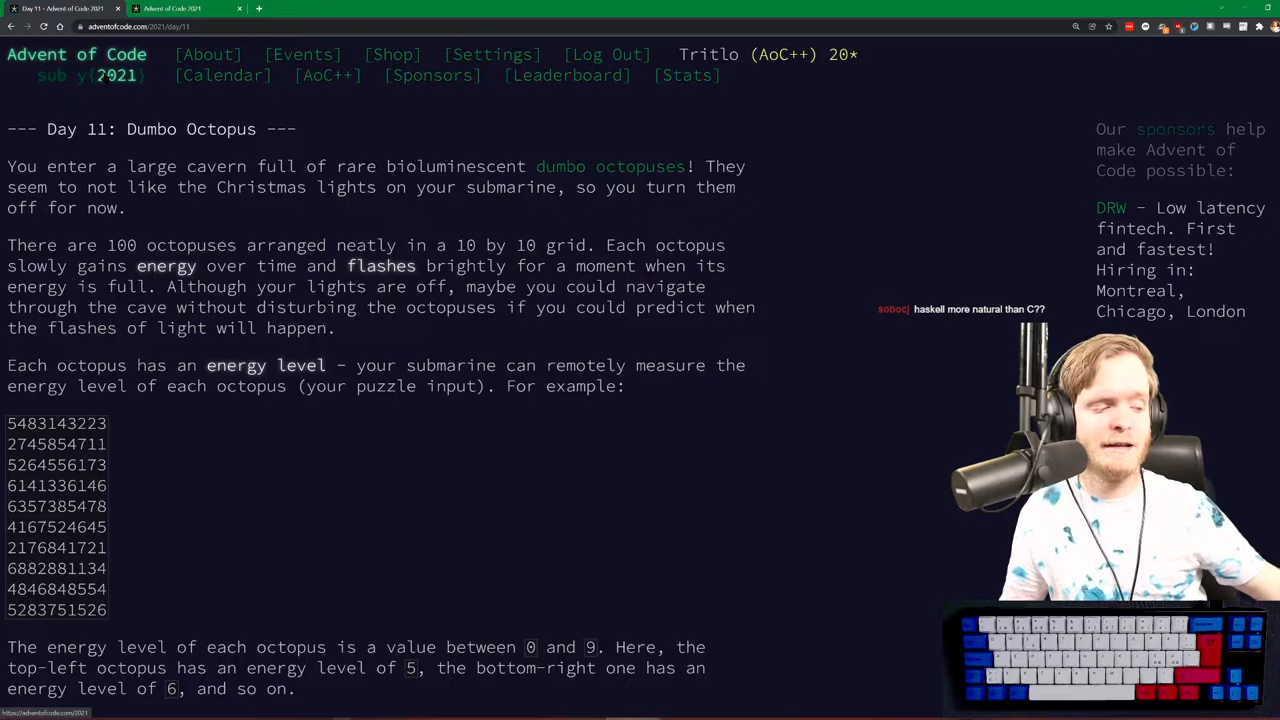 Day 11 - Advent of Code 2021
Advent of Code 2021
adventofcode.com/2021/day/11
Advent of Code [About] [Events] [Shop] [Settings] [Log Out] Tritlo (AoC++) 20*
sub y{2021} [Calendar] [AoC++] [Sponsors] [Leaderboard] [Stats]
--- Day 11: Dumbo Octopus ---
You enter a large cavern full of rare bioluminescent dumbo octopuses! They
seem to not like the Christmas lights on your submarine, so you turn them
off for now.
There are 100 octopuses arranged neatly in a 10 by 10 grid. Each octopus
slowly gains energy over time and flashes brightly for a moment when its
energy is full. Although your lights are off, maybe you could navigate
through the cave without disturbing the octopuses if you could predict when
the flashes of light will happen.
Each octopus has an energy level - your submarine can remotely measure the
energy level of each octopus (your puzzle input). For example:
5483143223
2745854711
5264556173
6141336146
6357385478
4167524645
2176841721
6882881134
4846848554
5283751526
The energy level of each octopus is a value between 0 and 9. Here, the
top-left octopus has an energy level of 5, the bottom-right one has an
energy level of 6, and so on.
Our sponsors help
make Advent of
Code possible:
DRW - Low latency
fintech. First
and fastest!
Hiring in:
Montreal,
Chicago, London
sobocj haskell more natural than C??
https://adventofcode.com/2021